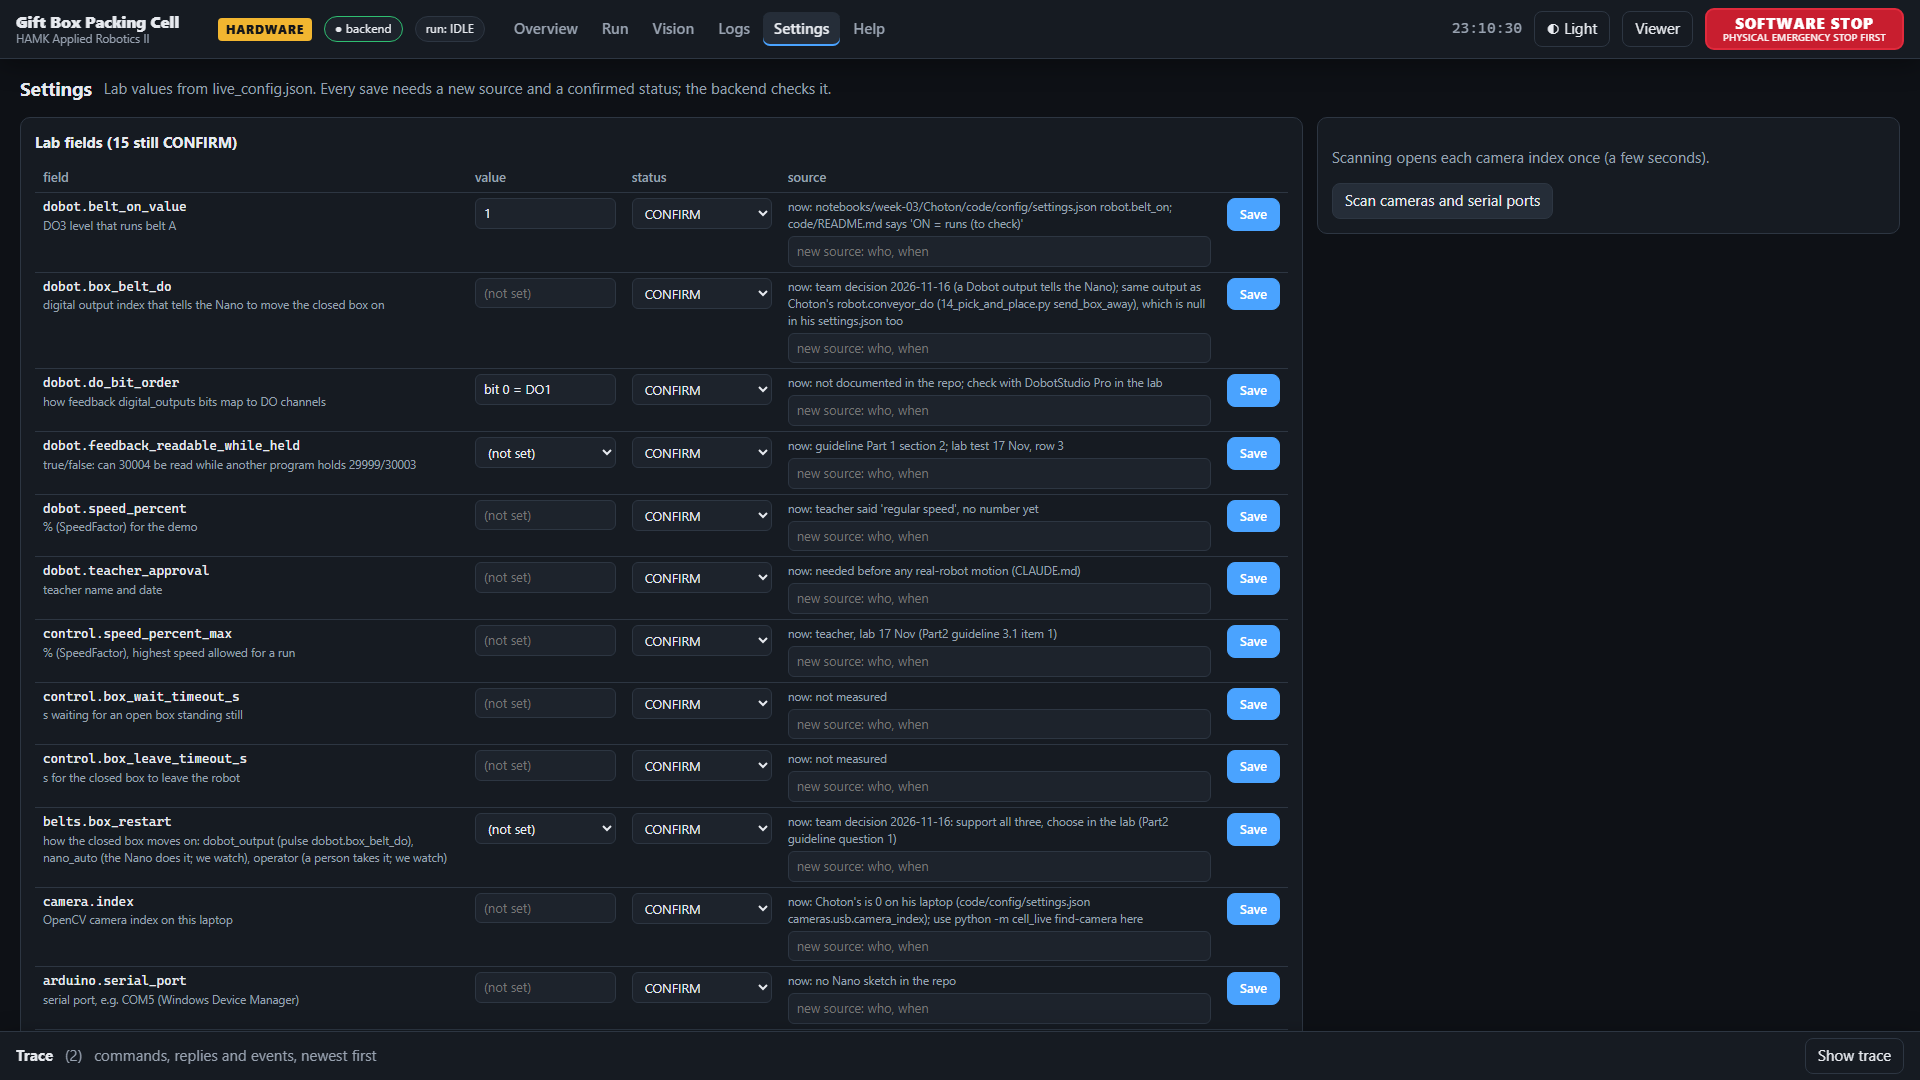 Gift Box Packing Cell
HAMK Applied Robotics II
HARDWARE
● backend
run: IDLE
Overview
Run
Vision
Logs
Settings
Help
23:10:30
Light
Viewer
SOFTWARE STOP
PHYSICAL EMERGENCY STOP FIRST
Settings
Lab values from live_config.json. Every save needs a new source and a confirmed status; the backend checks it.
Lab fields (15 still CONFIRM)
field
value
status
source
dobot.belt_on_value
DO3 level that runs belt A
1
CONFIRM
now: notebooks/week-03/Choton/code/config/settings.json robot.belt_on;
code/README.md says 'ON = runs (to check)'
new source: who, when
Save
dobot.box_belt_do
digital output index that tells the Nano to move the closed box on
(not set)
CONFIRM
now: team decision 2026-11-16 (a Dobot output tells the Nano); same output as
Choton's robot.conveyor_do (14_pick_and_place.py send_box_away), which is null
in his settings.json too
new source: who, when
Save
dobot.do_bit_order
how feedback digital_outputs bits map to DO channels
bit 0 = DO1
CONFIRM
now: not documented in the repo; check with DobotStudio Pro in the lab
new source: who, when
Save
dobot.feedback_readable_while_held
true/false: can 30004 be read while another program holds 29999/30003
(not set)
CONFIRM
now: guideline Part 1 section 2; lab test 17 Nov, row 3
new source: who, when
Save
dobot.speed_percent
% (SpeedFactor) for the demo
(not set)
CONFIRM
now: teacher said 'regular speed', no number yet
new source: who, when
Save
dobot.teacher_approval
teacher name and date
(not set)
CONFIRM
now: needed before any real-robot motion (CLAUDE.md)
new source: who, when
Save
control.speed_percent_max
% (SpeedFactor), highest speed allowed for a run
(not set)
CONFIRM
now: teacher, lab 17 Nov (Part2 guideline 3.1 item 1)
new source: who, when
Save
control.box_wait_timeout_s
s waiting for an open box standing still
(not set)
CONFIRM
now: not measured
new source: who, when
Save
control.box_leave_timeout_s
s for the closed box to leave the robot
(not set)
CONFIRM
now: not measured
new source: who, when
Save
belts.box_restart
how the closed box moves on: dobot_output (pulse dobot.box_belt_do),
nano_auto (the Nano does it; we watch), operator (a person takes it; we watch)
(not set)
CONFIRM
now: team decision 2026-11-16: support all three, choose in the lab (Part2
guideline question 1)
new source: who, when
Save
camera.index
OpenCV camera index on this laptop
(not set)
CONFIRM
now: Choton's is 0 on his laptop (code/config/settings.json
cameras.usb.camera_index); use python -m cell_live find-camera here
new source: who, when
Save
arduino.serial_port
serial port, e.g. COM5 (Windows Device Manager)
(not set)
CONFIRM
now: no Nano sketch in the repo
new source: who, when
Save
Scanning opens each camera index once (a few seconds).
Scan cameras and serial ports
Trace (2) commands, replies and events, newest first
Show trace